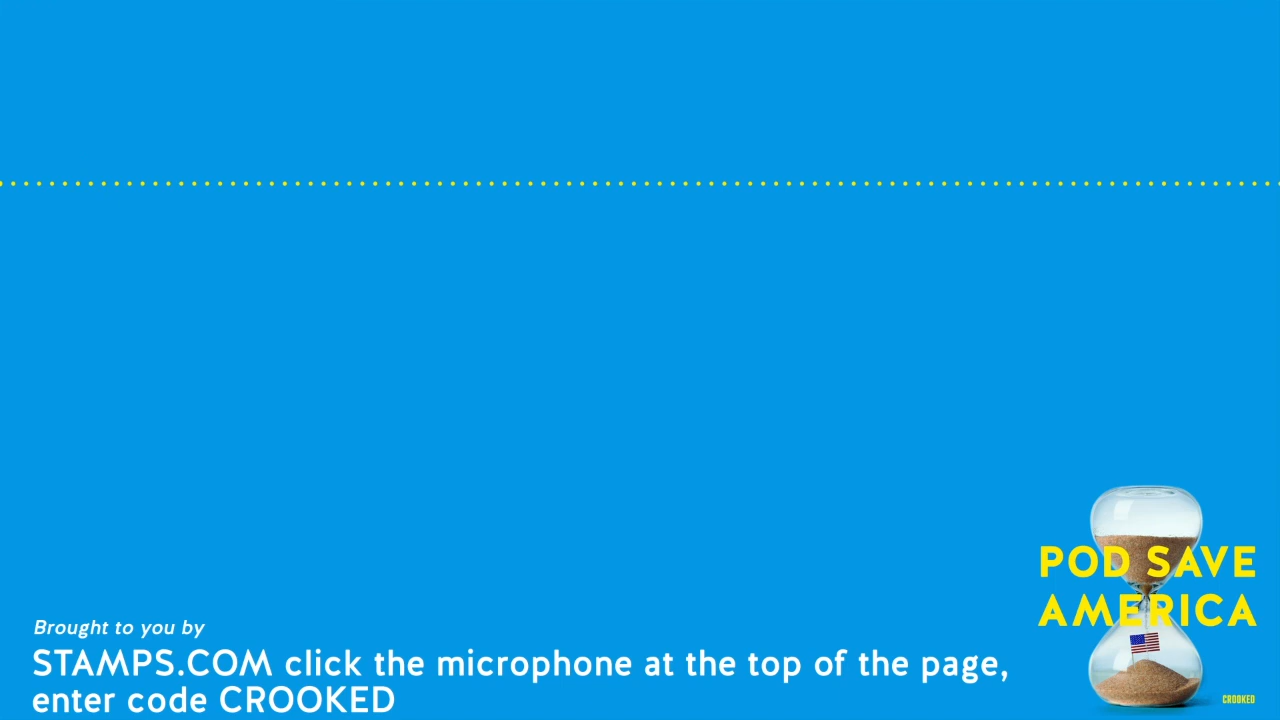 POD SAVE
AMERICA
Brought to you by
STAMPS.COM click the microphone at the top of the page,
enter code CROOKED
CROOKED